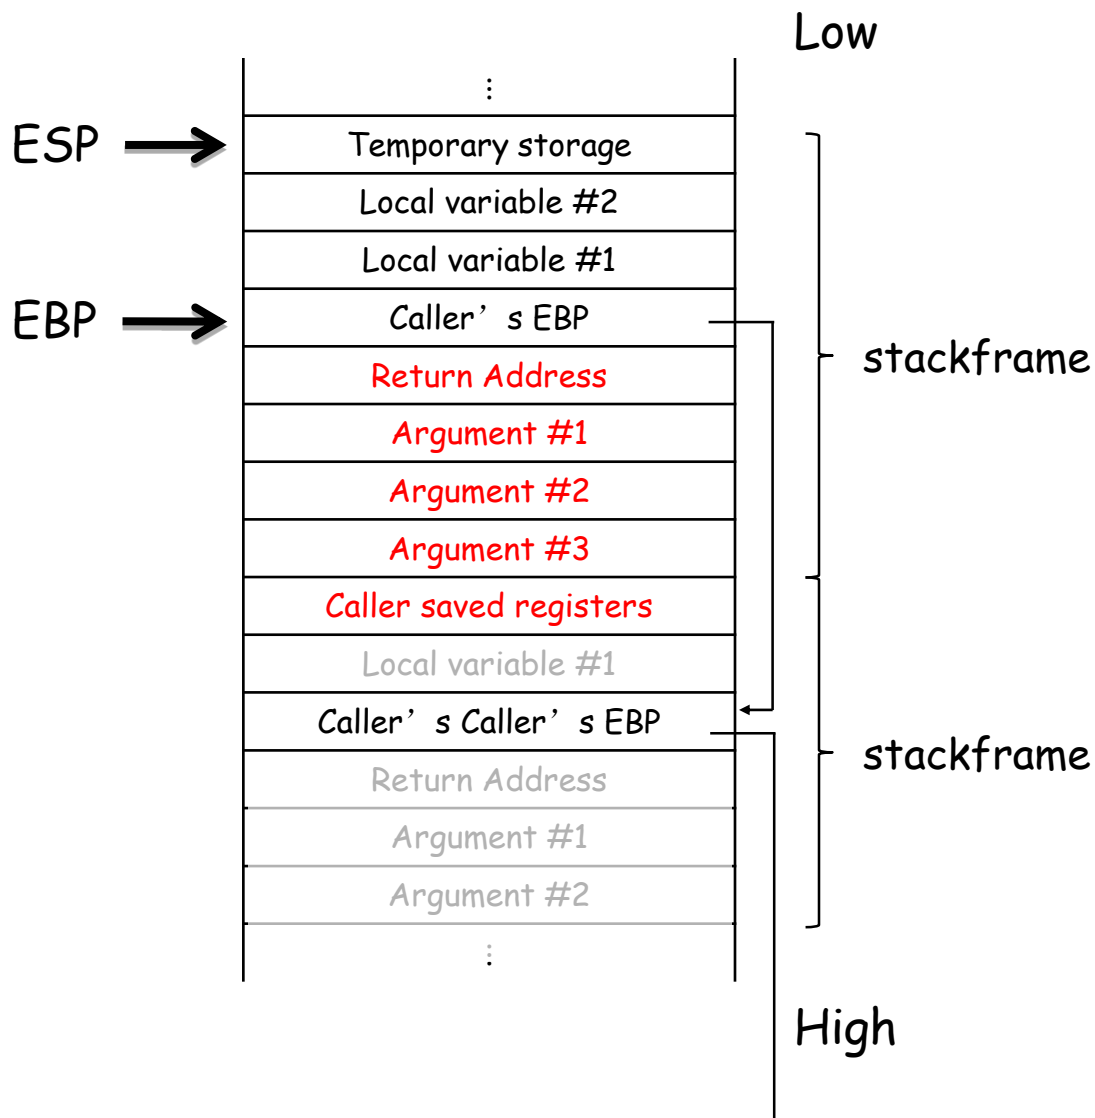 Low
⋮
ESP
Temporary storage
Local variable #2
Local variable #1
EBP
Caller’s EBP
stackframe
Return Address
Argument #1
Argument #2
Argument #3
Caller saved registers
Local variable #1
Caller’s Caller’s EBP
stackframe
Return Address
Argument #1
Argument #2
⋮
High